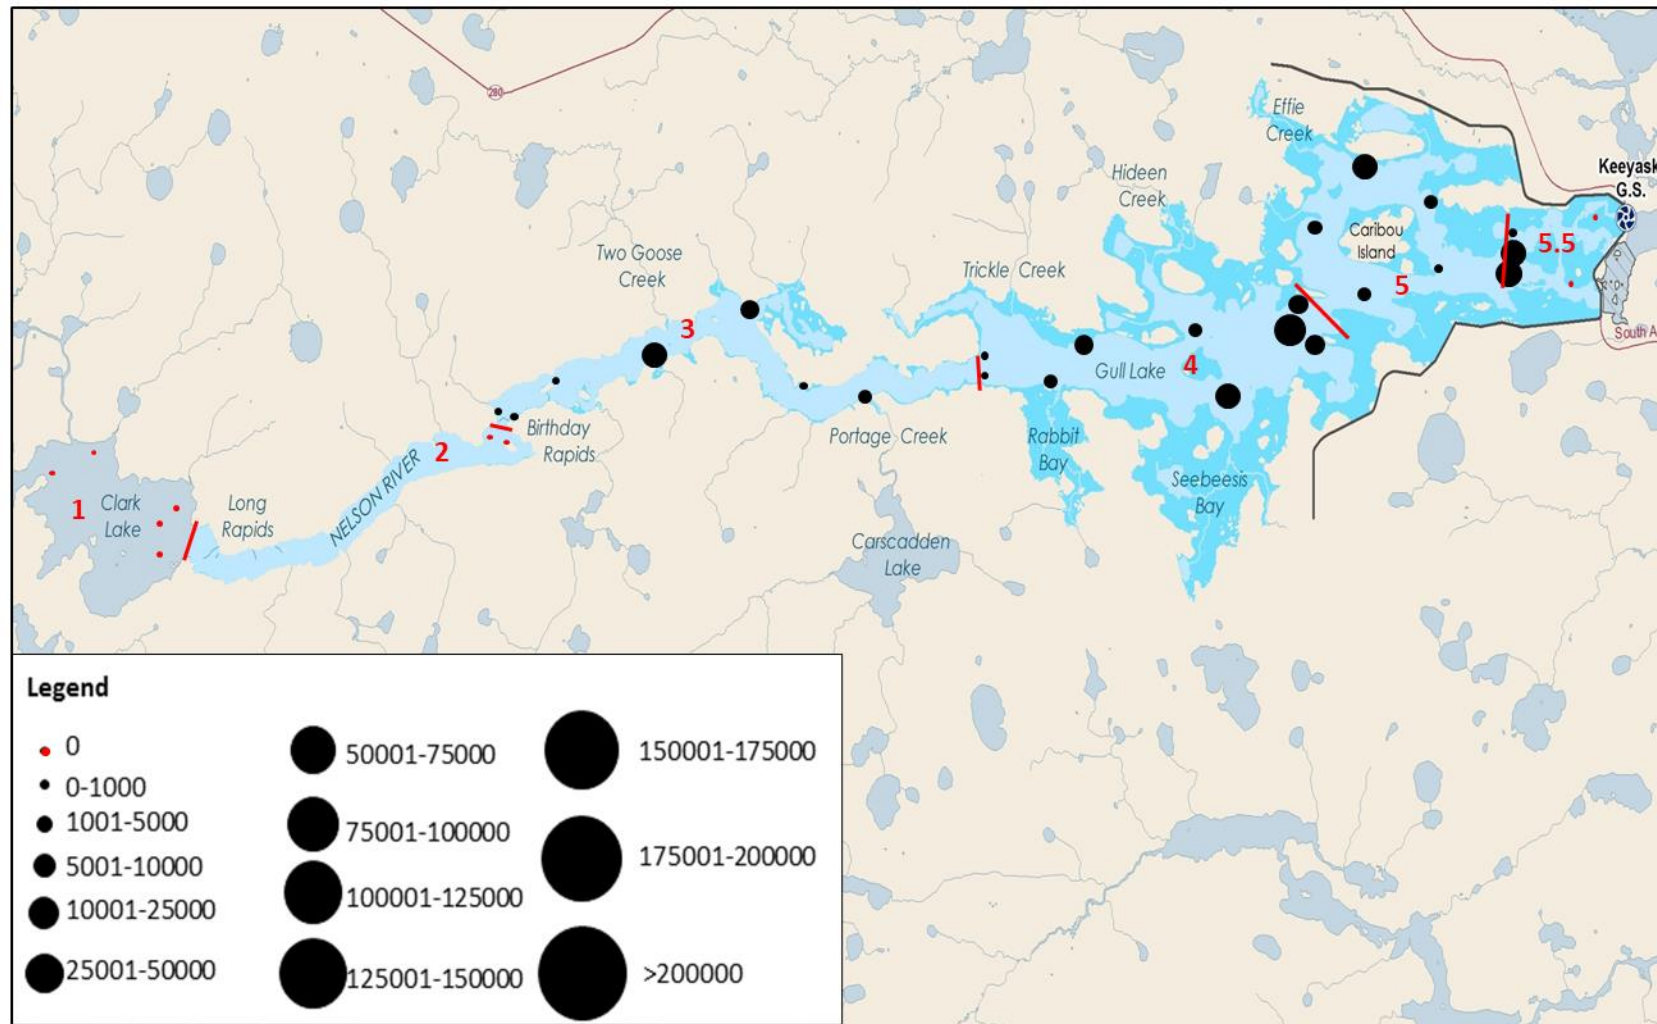 280
Effie
Creek
Keeyask
G.S.
Hideen
Creek
Caribou
Island
5.5
Two Goose
Creek
Trickle Creek
5
3
South A
Gull Lake
4
Birthday
Rapids
Portage Creek
Rabbit
Bay
2
NELSON RIVER
Seebeesis
Bay
1
Clark
Lake
Long
Rapids
Carscadden
Lake
Legend
0
0-1000
1001-5000
5001-10000
10001-25000
25001-50000
50001-75000
75001-100000
100001-125000
125001-150000
150001-175000
175001-200000
>200000